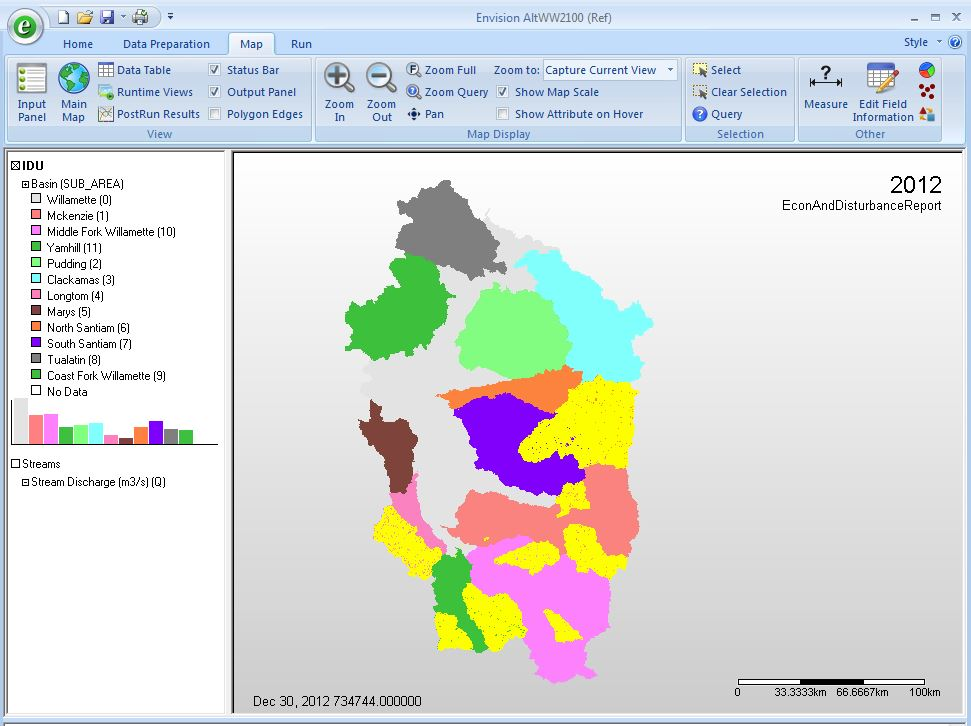 Envision AltWW2100 (Ref)
Home Data Preparation Map Run Style
Input Panel
Main Map
Data Table
Runtime Views
PostRun Results
Status Bar
Output Panel
Polygon Edges
View
Zoom In
Zoom Out
Zoom Full
Zoom Query
Pan
Zoom to: Capture Current View
Show Map Scale
Show Attribute on Hover
Map Display
Select
Clear Selection
Query
Selection
Measure
Edit Field Information
Other
IDU
Basin (SUB_AREA)
Willamette (0)
Mckenzie (1)
Middle Fork Willamette (10)
Yamhill (11)
Pudding (2)
Clackamas (3)
Longtom (4)
Marys (5)
North Santiam (6)
South Santiam (7)
Tualatin (8)
Coast Fork Willamette (9)
No Data
Streams
Stream Discharge (m3/s) (Q)
2012
EconAndDisturbanceReport
Dec 30, 2012 734744.000000
0 33.3333km 66.6667km 100km